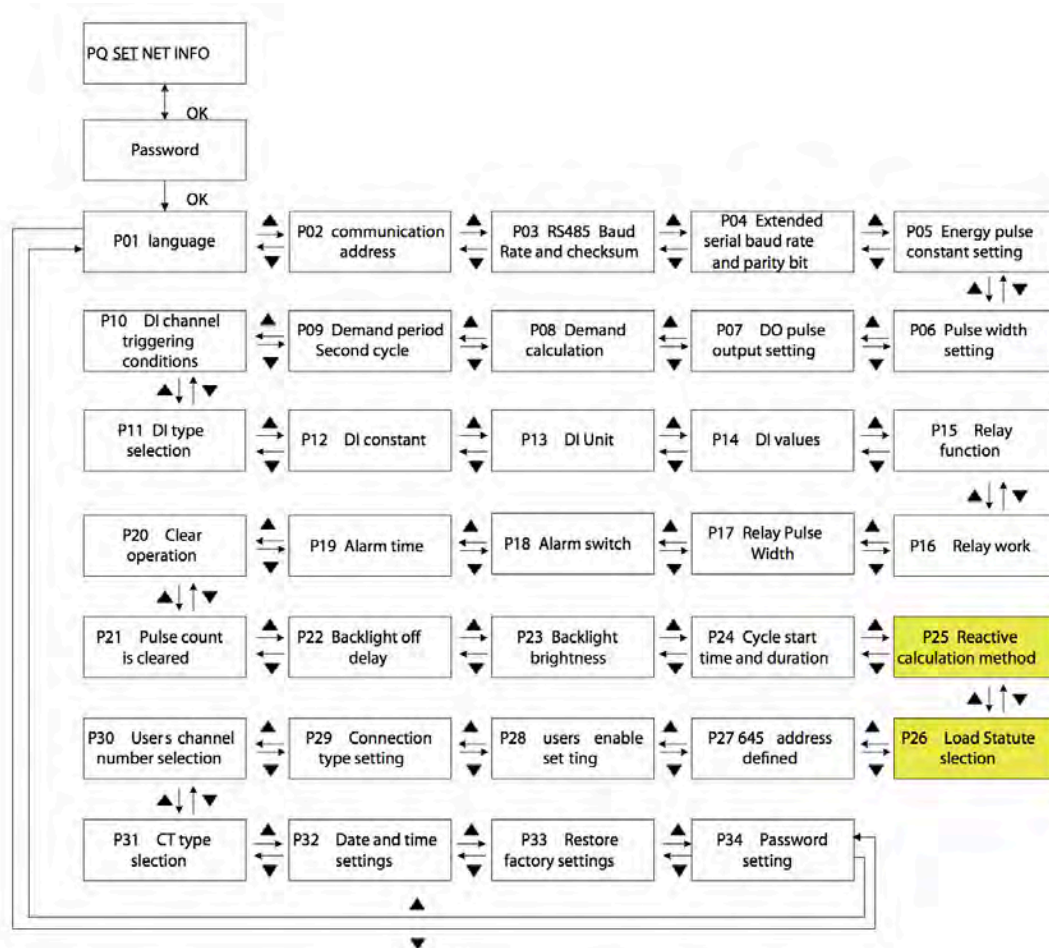 PQ SET NET INFO
OK
Password
OK
P01 language
P02 communication
address
P03 RS485 Baud
Rate and checksum
P04 Extended
serial baud rate
and parity bit
P05 Energy pulse
constant setting
P10 DI channel
triggering
conditions
P09 Demand period
Second cycle
P08 Demand
calculation
P07 DO pulse
output setting
P06 Pulse width
setting
P11 DI type
selection
P12 DI constant
P13 DI Unit
P14 DI values
P15 Relay
function
P20 Clear
operation
P19 Alarm time
P18 Alarm switch
P17 Relay Pulse
Width
P16 Relay work
P21 Pulse count
is cleared
P22 Backlight off
delay
P23 Backlight
brightness
P24 Cycle start
time and duration
P25 Reactive
calculation method
P30 Users channel
number selection
P29 Connection
type setting
P28 users enable
set ting
P27 645 address
defined
P26 Load Statute
slection
P31 CT type
slection
P32 Date and time
settings
P33 Restore
factory settings
P34 Password
setting